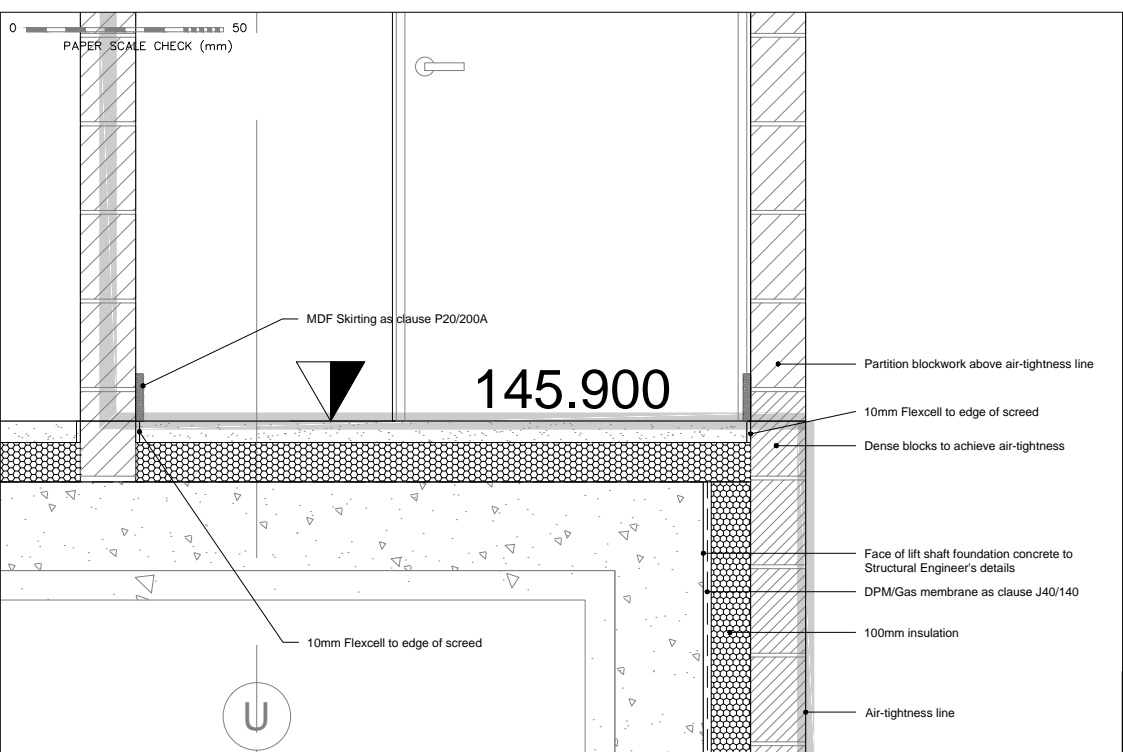 0 50
PAPER SCALE CHECK (mm)
MDF Skirting as clause P20/200A
145.900
Partition blockwork above air-tightness line
10mm Flexcell to edge of screed
Dense blocks to achieve air-tightness
Face of lift shaft foundation concrete to
Structural Engineer's details
DPM/Gas membrane as clause J40/140
100mm insulation
10mm Flexcell to edge of screed
Air-tightness line
U